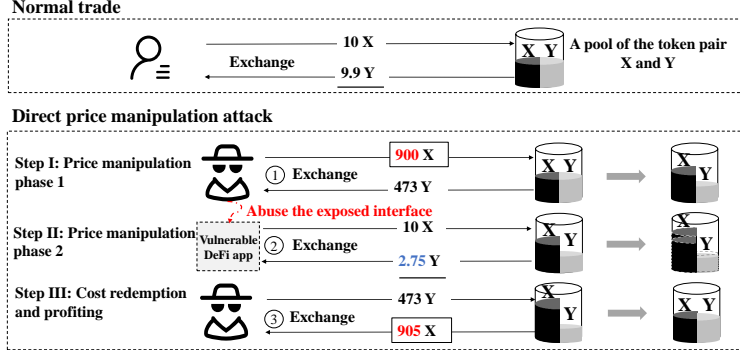 Normal trade
10 X
Exchange
9.9 Y
X Y
A pool of the token pair
X and Y
Direct price manipulation attack
Step I: Price manipulation
phase 1
900 X
1 Exchange
473 Y
X Y
X
Y
Abuse the exposed interface
Step II: Price manipulation
phase 2
Vulnerable
DeFi app
10 X
2 Exchange
2.75 Y
X Y
X
Y
Step III: Cost redemption
and profiting
473 Y
3 Exchange
905 X
X
Y
X Y